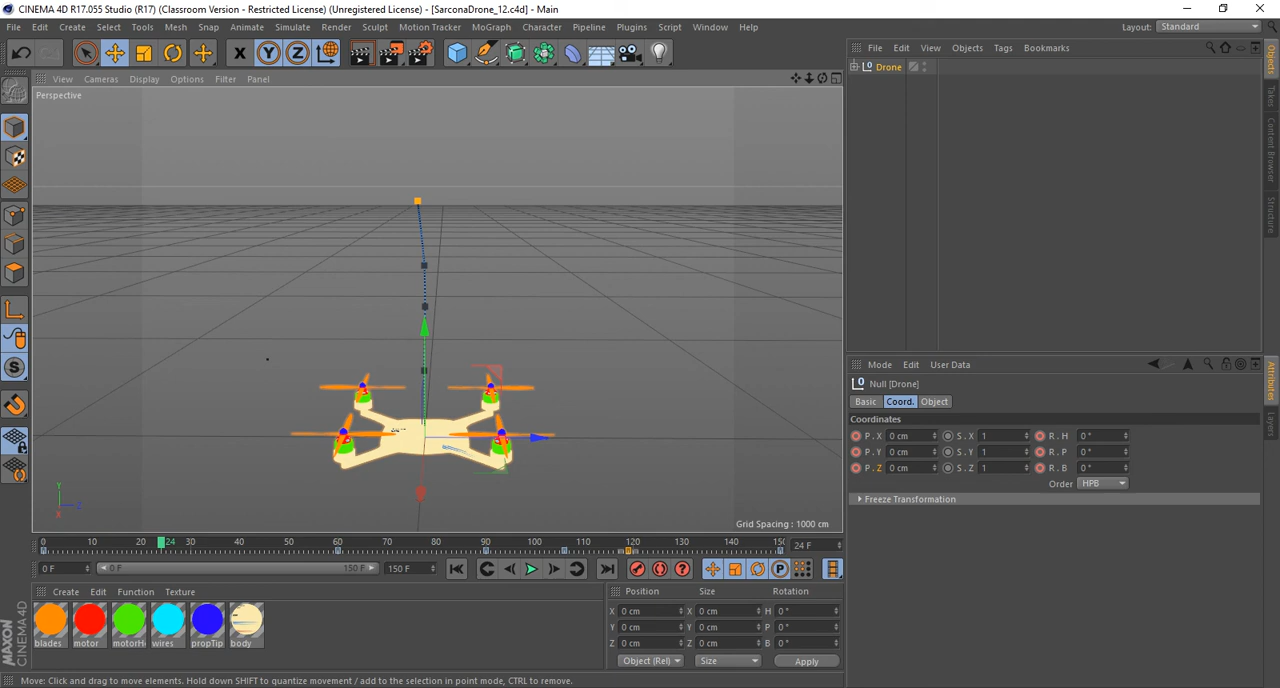 CINEMA 4D R17.055 Studio (R17) (Classroom Version - Restricted License) (Unregistered License) - [SarconaDrone_12.c4d] - Main
File Edit Create Select Tools Mesh Snap Animate Simulate Render Sculpt Motion Tracker MoGraph Character Pipeline Plugins Script Window Help
Layout: Standard
X Y Z
View Cameras Display Options Filter Panel
Perspective
Grid Spacing : 1000 cm
Y
Z
X
S
File Edit View Objects Tags Bookmarks
Drone
Objects
Takes
Content Browser
Structure
Mode Edit User Data
Null [Drone]
Basic Coord. Object
Coordinates
P . X 0 cm S . X 1 R . H 0 °
P . Y 0 cm S . Y 1 R . P 0 °
P . Z 0 cm S . Z 1 R . B 0 °
Order HPB
Freeze Transformation
Attributes
Layers
0 10 20 24 30 40 50 60 70 80 90 100 110 120 130 140 150 24 F
0 F 0 F 150 F 150 F
P
Create Edit Function Texture
blades motor motorHo wires propTip body
Position Size Rotation
X 0 cm X 0 cm H 0 °
Y 0 cm Y 0 cm P 0 °
Z 0 cm Z 0 cm B 0 °
Object (Rel) Size Apply
MAXON CINEMA 4D
Move: Click and drag to move elements. Hold down SHIFT to quantize movement / add to the selection in point mode, CTRL to remove.